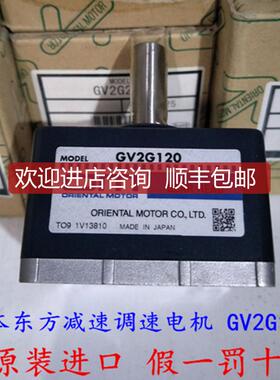 MODEL
GV2G
25
MODEL GV2G120
欢迎进店咨询 顺丰包邮
ORIENTAL MOTOR
ORIENTAL MOTOR CO., LTD.
TO9 1V13810 MADE IN JAPAN
本东方减速调速电机 GV2G
原装进口 假一罚十